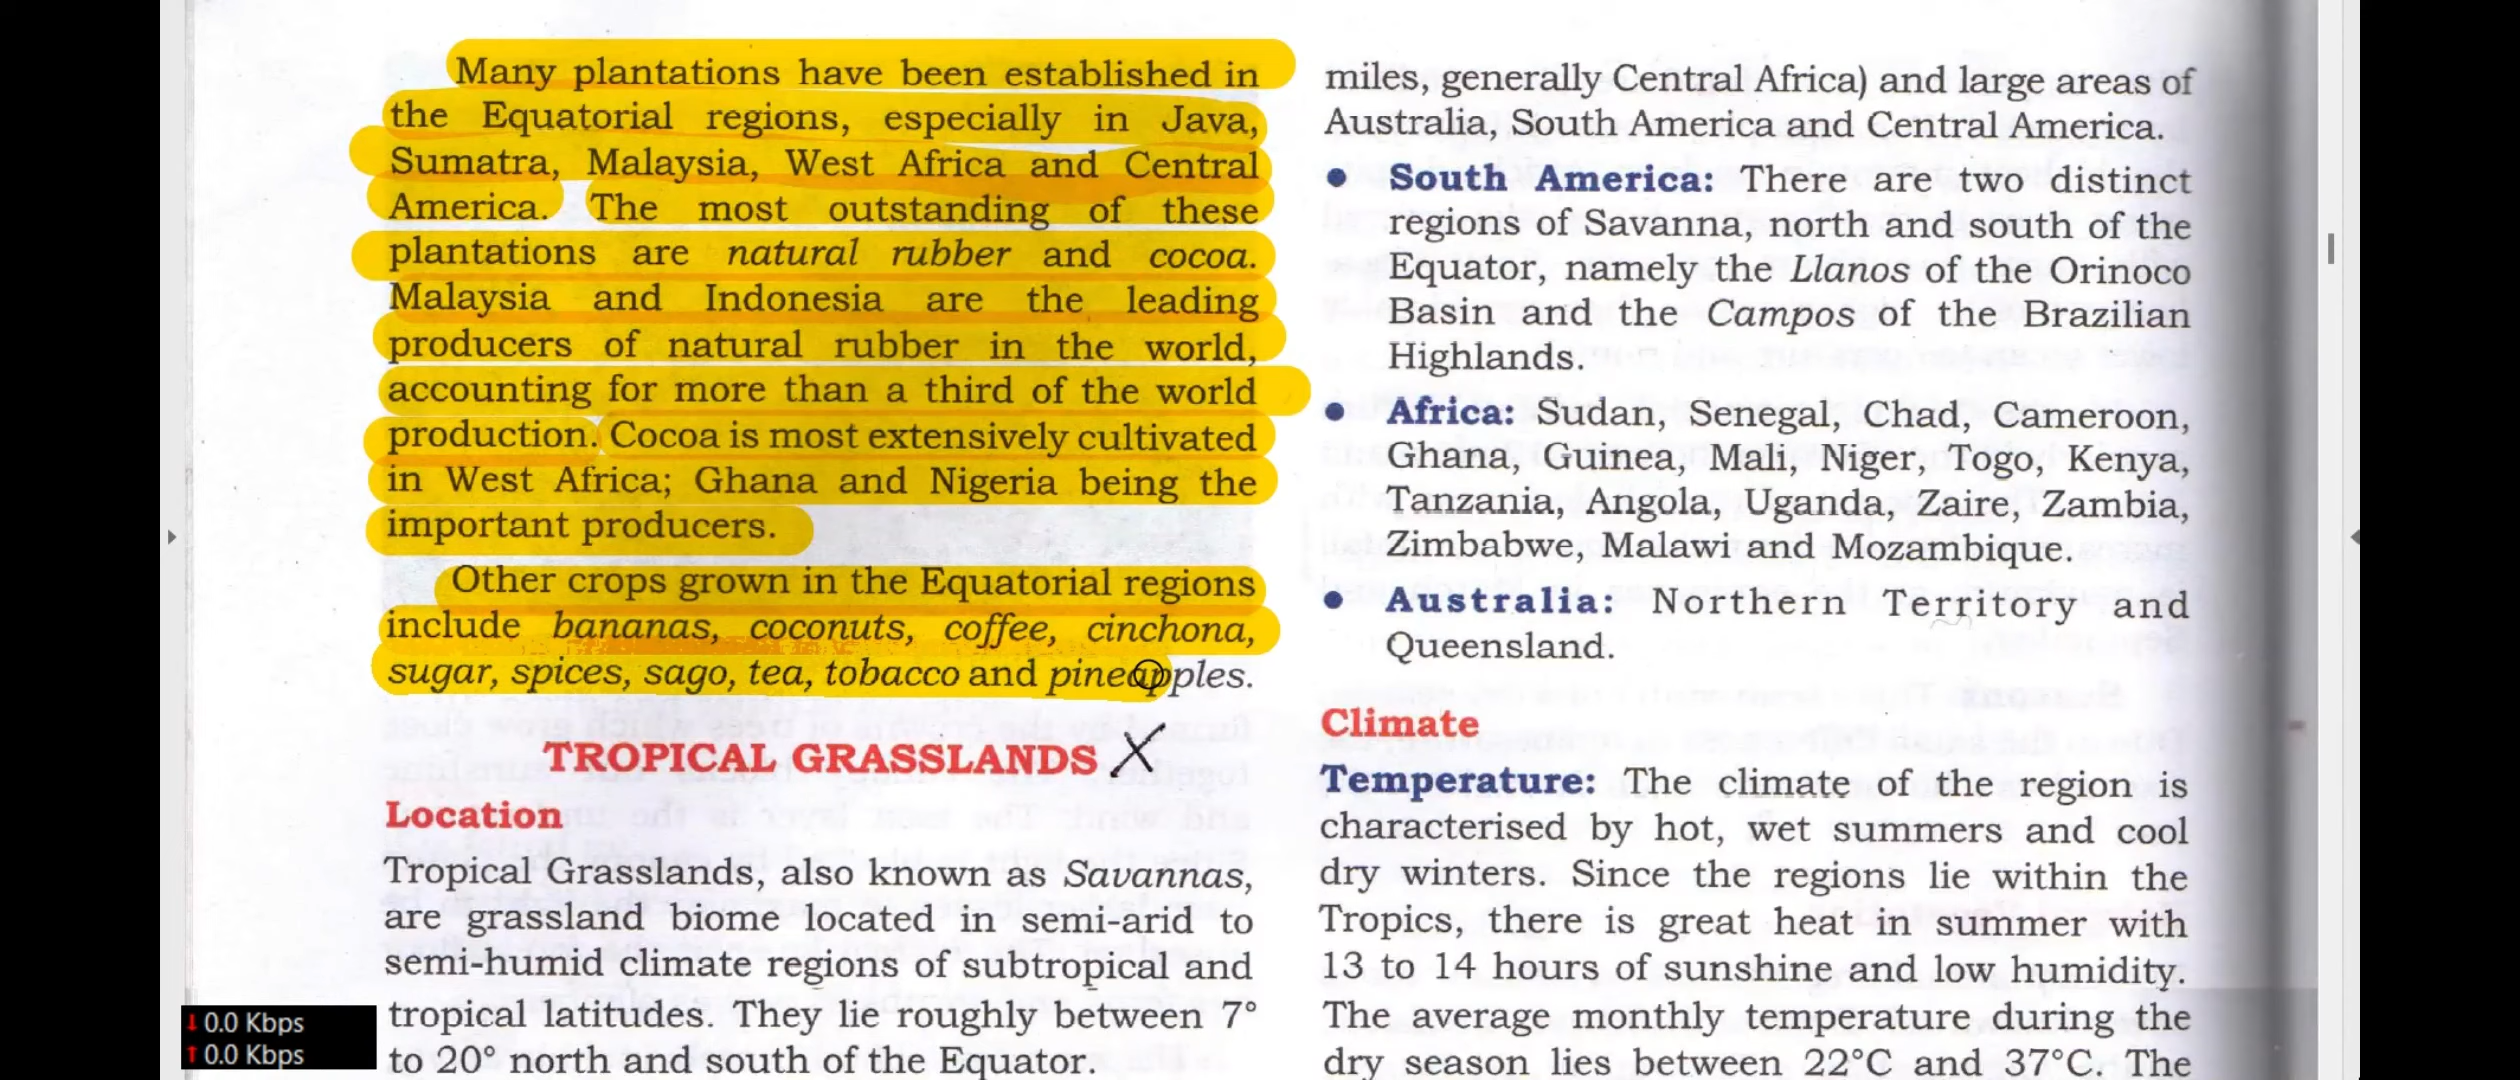 Many plantations have been established in
the Equatorial regions, especially in Java,
Sumatra, Malaysia, West Africa and Central
America. The most outstanding of these
plantations are natural rubber and cocoa.
Malaysia and Indonesia are the leading
producers of natural rubber in the world,
accounting for more than a third of the world
production. Cocoa is most extensively cultivated
in West Africa; Ghana and Nigeria being the
important producers.
Other crops grown in the Equatorial regions
include bananas, coconuts, coffee, cinchona,
sugar, spices, sago, tea, tobacco and pineapples.
TROPICAL GRASSLANDS X
Location
Tropical Grasslands, also known as Savannas,
are grassland biome located in semi-arid to
semi-humid climate regions of subtropical and
tropical latitudes. They lie roughly between 7°
to 20° north and south of the Equator.
miles, generally Central Africa) and large areas of
Australia, South America and Central America.
• South America: There are two distinct
regions of Savanna, north and south of the
Equator, namely the Llanos of the Orinoco
Basin and the Campos of the Brazilian
Highlands.
• Africa: Sudan, Senegal, Chad, Cameroon,
Ghana, Guinea, Mali, Niger, Togo, Kenya,
Tanzania, Angola, Uganda, Zaire, Zambia,
Zimbabwe, Malawi and Mozambique.
• Australia: Northern Territory and
Queensland.
Climate
Temperature: The climate of the region is
characterised by hot, wet summers and cool
dry winters. Since the regions lie within the
Tropics, there is great heat in summer with
13 to 14 hours of sunshine and low humidity.
The average monthly temperature during the
dry season lies between 22°C and 37°C. The
0.0 Kbps
0.0 Kbps